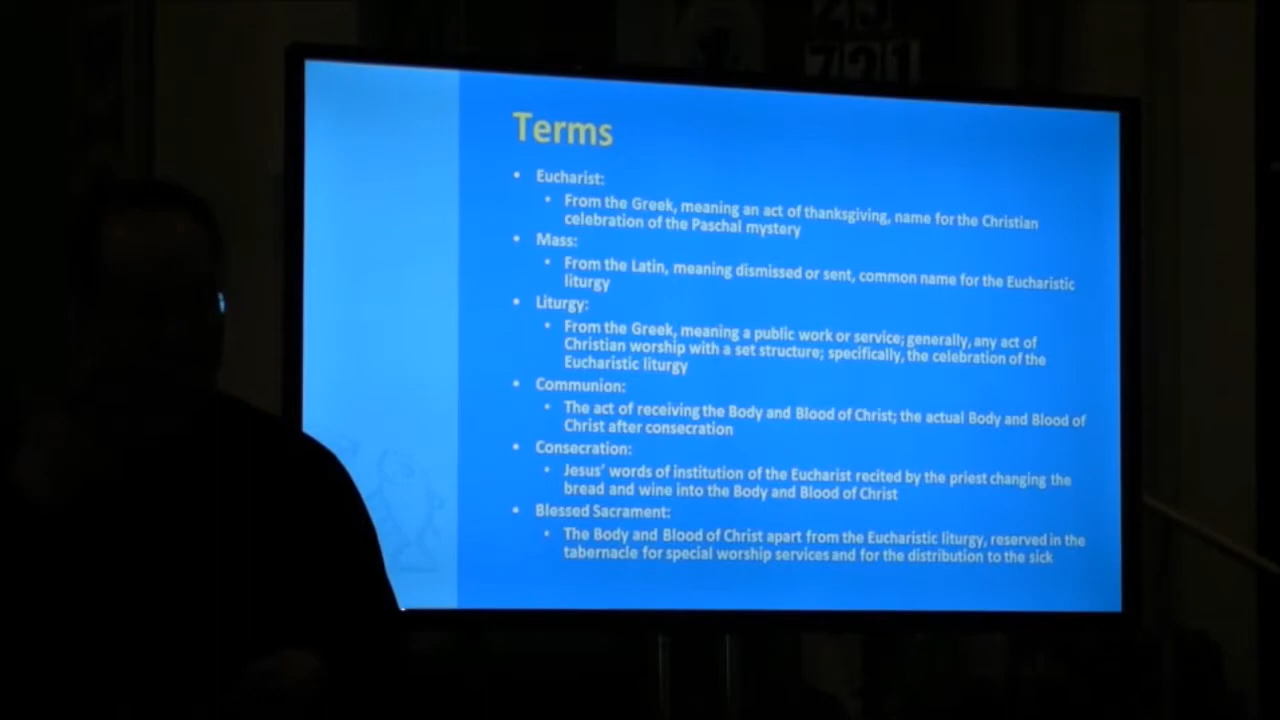 Terms
• Eucharist:
• From the Greek, meaning an act of thanksgiving, name for the Christian
celebration of the Paschal mystery
• Mass:
• From the Latin, meaning dismissed or sent, common name for the Eucharistic
liturgy
• Liturgy:
• From the Greek, meaning a public work or service; generally, any act of
Christian worship with a set structure; specifically, the celebration of the
Eucharistic liturgy
• Communion:
• The act of receiving the Body and Blood of Christ; the actual Body and Blood of
Christ after consecration
• Consecration:
• Jesus' words of institution of the Eucharist recited by the priest changing the
bread and wine into the Body and Blood of Christ
• Blessed Sacrament:
• The Body and Blood of Christ apart from the Eucharistic liturgy, reserved in the
tabernacle for special worship services and for the distribution to the sick